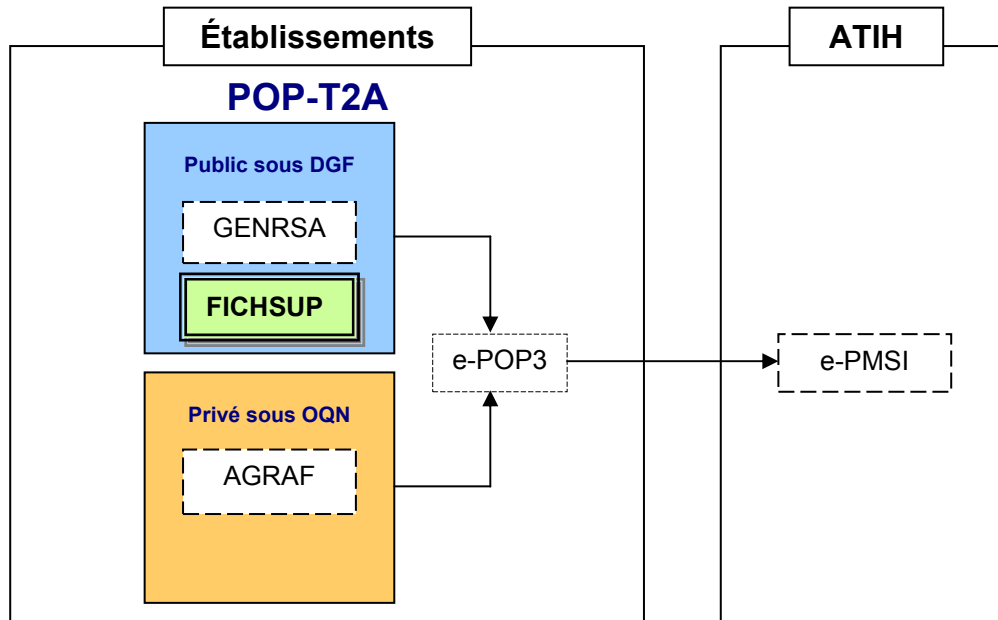 Établissements
ATIH
POP-T2A
Public sous DGF
GENRSA
FICHSUP
e-POP3
e-PMSI
Privé sous OQN
AGRAF